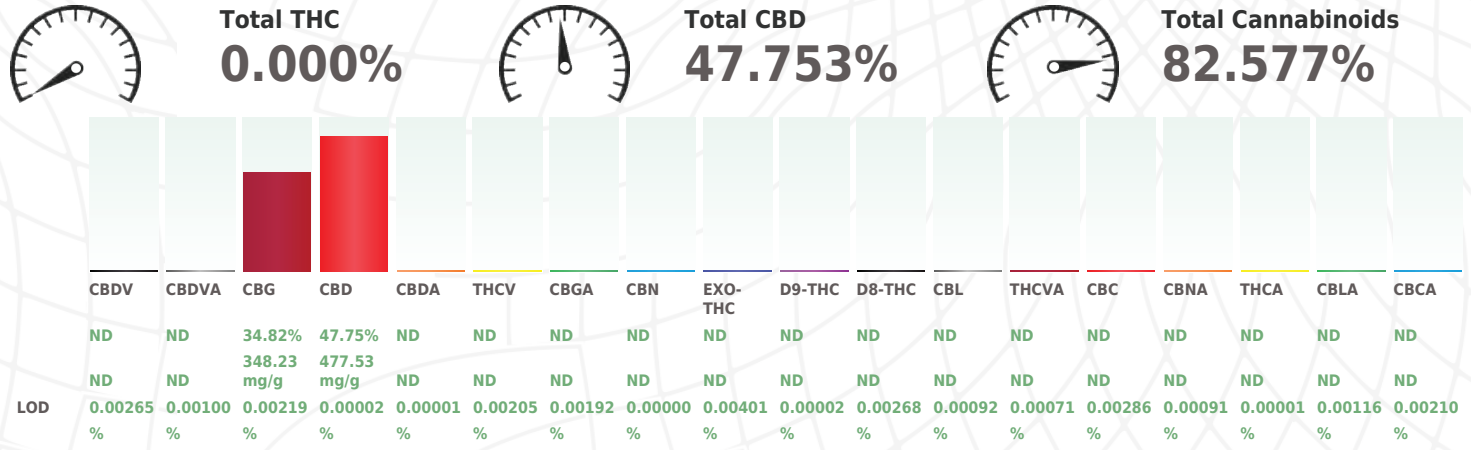 Total THC
0.000%
Total CBD
47.753%
Total Cannabinoids
82.577%
CBDV CBDVA CBG CBD CBDA THCV CBGA CBN EXO-THC D9-THC D8-THC CBL THCVA CBC CBNA THCA CBLA CBCA
ND ND 34.82% 47.75% ND ND ND ND ND ND ND ND ND ND ND ND ND ND
ND ND 348.23 mg/g 477.53 mg/g ND ND ND ND ND ND ND ND ND ND ND ND ND ND
LOD 0.00265 0.00100 0.00219 0.00002 0.00001 0.00205 0.00192 0.00000 0.00401 0.00002 0.00268 0.00092 0.00071 0.00286 0.00091 0.00001 0.00116 0.00210
% % % % % % % % % % % % % % % % % %